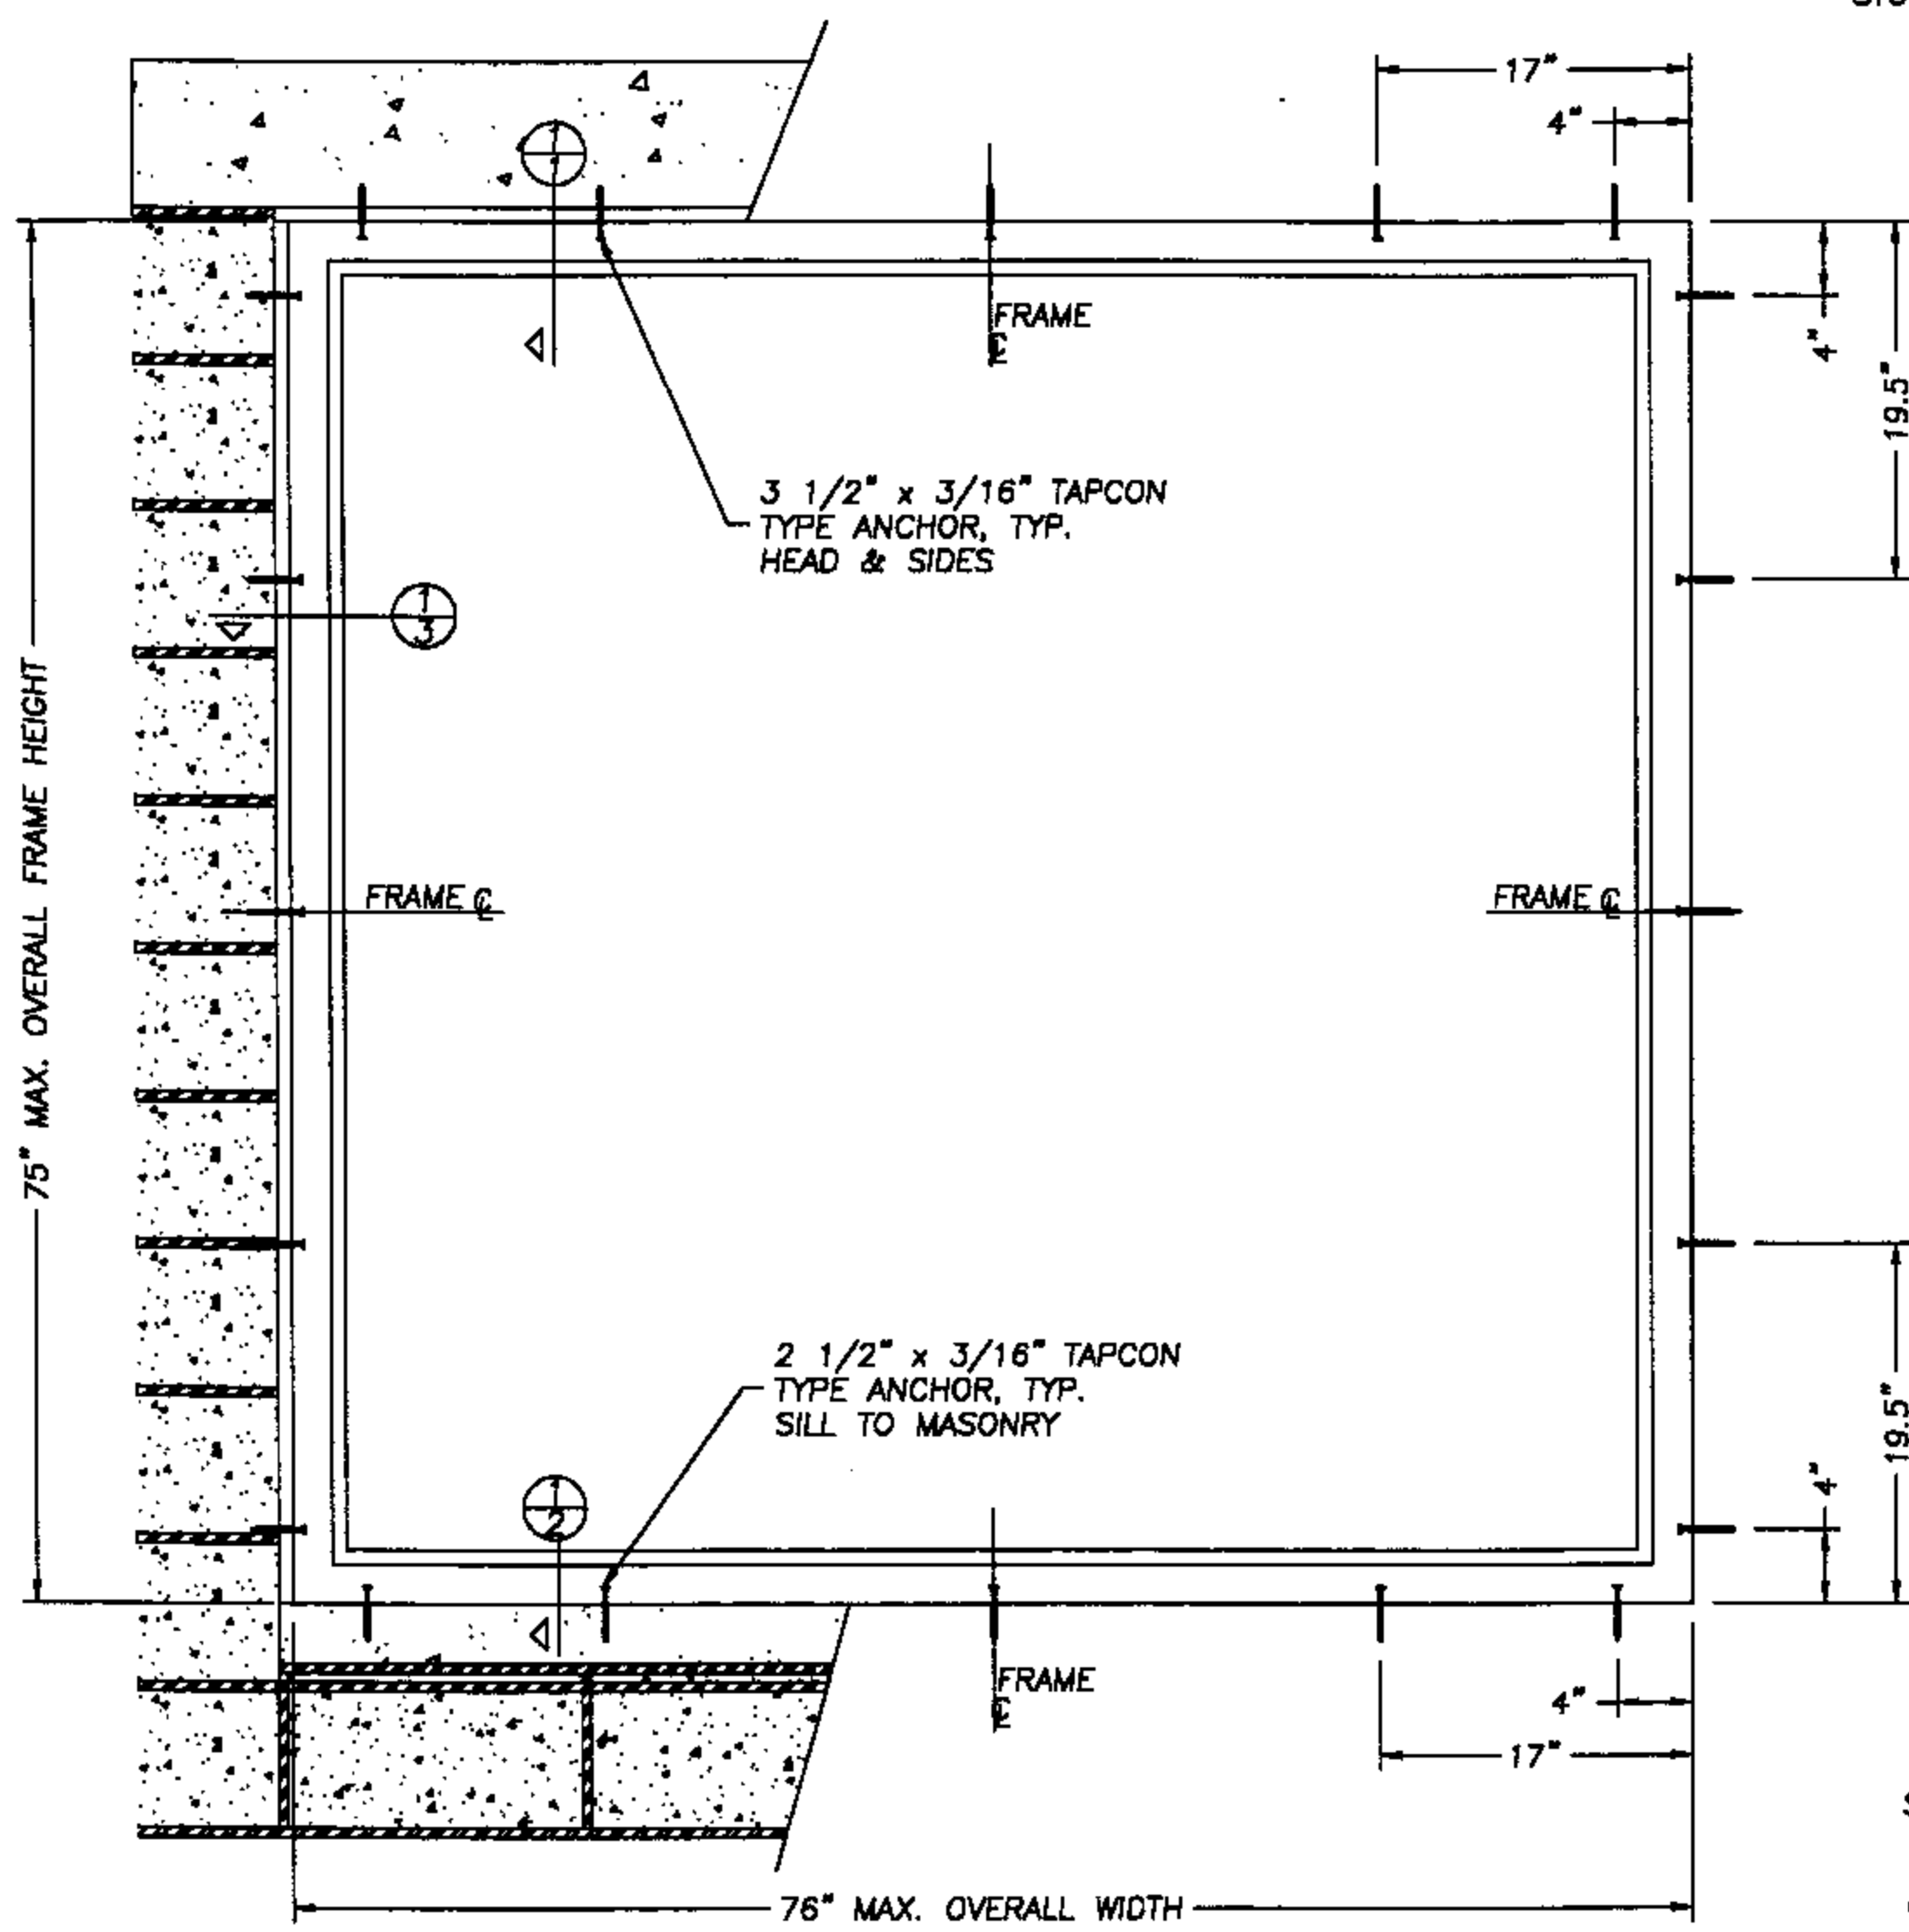 17"
4"
1
FRAME
℄
4"
19.5"
3 1/2" x 3/16" TAPCON
TYPE ANCHOR, TYP.
HEAD & SIDES
1
3
75" MAX. OVERALL FRAME HEIGHT
FRAME ℄
FRAME ℄
2 1/2" x 3/16" TAPCON
TYPE ANCHOR, TYP.
SILL TO MASONRY
19.5"
4"
1
2
FRAME
℄
4"
17"
76" MAX. OVERALL WIDTH